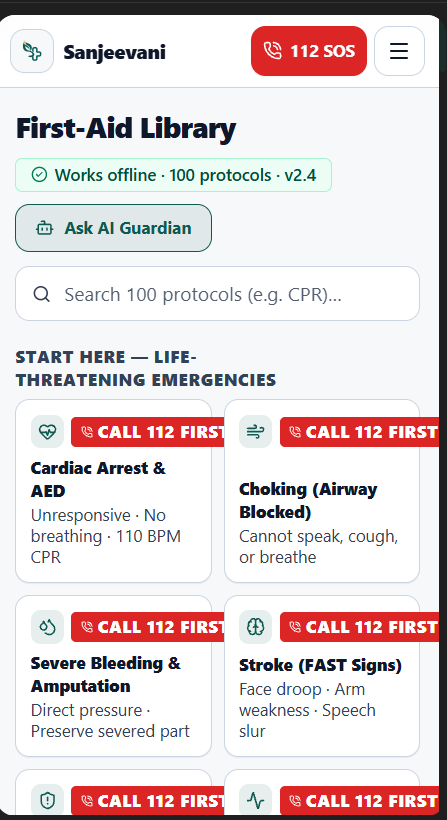 Sanjeevani
112 SOS
First-Aid Library
Works offline · 100 protocols · v2.4
Ask AI Guardian
Search 100 protocols (e.g. CPR)...
START HERE — LIFE-
THREATENING EMERGENCIES
CALL 112 FIRST
Cardiac Arrest &
AED
Unresponsive · No
breathing · 110 BPM
CPR
CALL 112 FIRST
Choking (Airway
Blocked)
Cannot speak, cough,
or breathe
CALL 112 FIRST
Severe Bleeding &
Amputation
Direct pressure ·
Preserve severed part
CALL 112 FIRST
Stroke (FAST Signs)
Face droop · Arm
weakness · Speech
slur
CALL 112 FIRST
CALL 112 FIRST